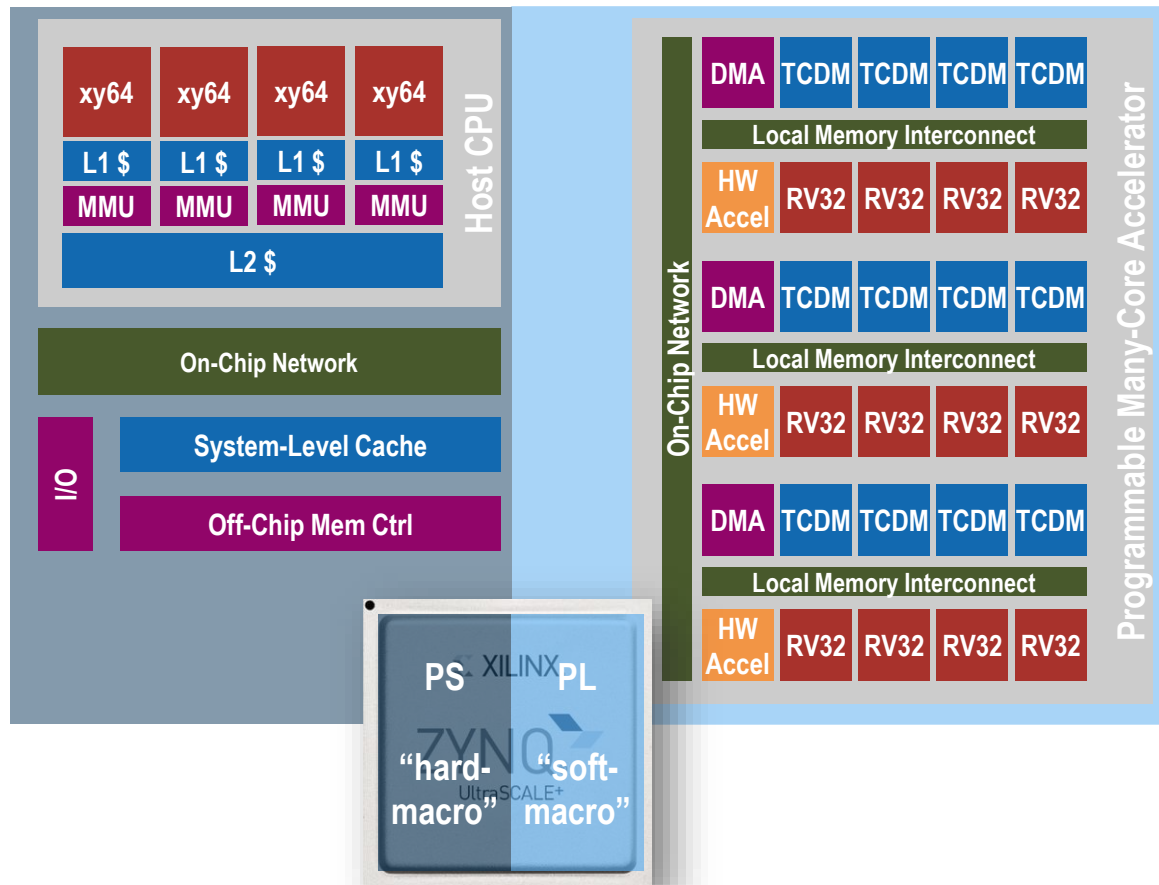 xy64 xy64 xy64 xy64
L1 $ L1 $ L1 $ L1 $
MMU MMU MMU MMU
L2 $
Host CPU
On-Chip Network
I/O
System-Level Cache
Off-Chip Mem Ctrl
On-Chip Network
DMA TCDM TCDM TCDM TCDM
Local Memory Interconnect
HW
Accel
RV32 RV32 RV32 RV32
DMA TCDM TCDM TCDM TCDM
Local Memory Interconnect
HW
Accel
RV32 RV32 RV32 RV32
DMA TCDM TCDM TCDM TCDM
Local Memory Interconnect
HW
Accel
RV32 RV32 RV32 RV32
Programmable Many-Core Accelerator
PS
PL
XILINX
ZYNQ
UltraSCALE+
“hard-
macro”
“soft-
macro”